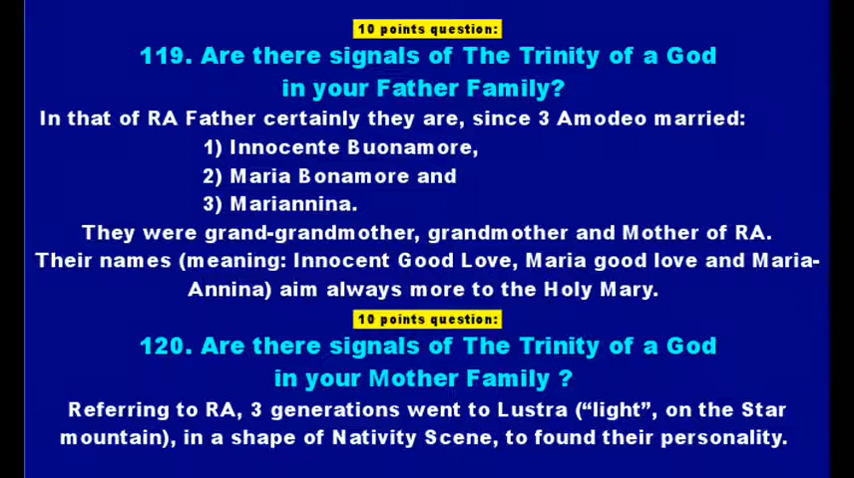 10 points question:
119. Are there signals of The Trinity of a God
in your Father Family?
In that of RA Father certainly they are, since 3 Amodeo married:
1) Innocente Buonamore,
2) Maria Bonamore and
3) Mariannina.
They were grand-grandmother, grandmother and Mother of RA.
Their names (meaning: Innocent Good Love, Maria good love and Maria-
Annina) aim always more to the Holy Mary.
10 points question:
120. Are there signals of The Trinity of a God
in your Mother Family ?
Referring to RA, 3 generations went to Lustra (“light”, on the Star
mountain), in a shape of Nativity Scene, to found their personality.